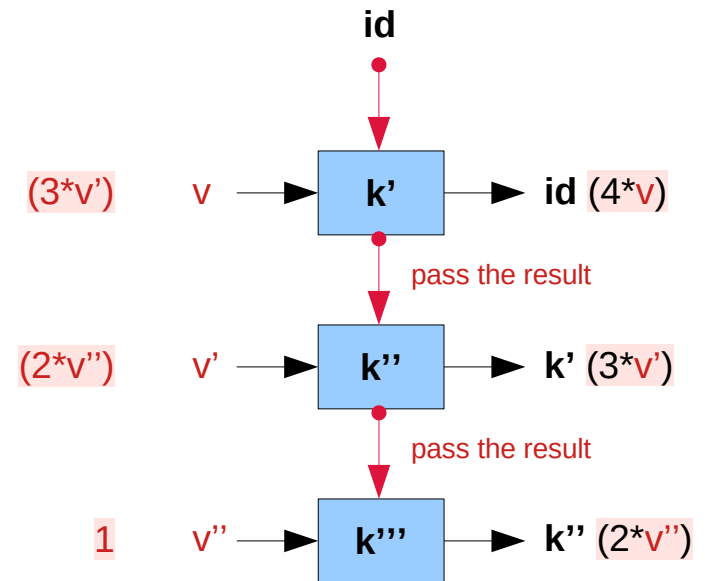 id
(3*v’) v k’ id (4*v)
pass the result
(2*v’’) v’ k’’ k’ (3*v’)
pass the result
1 v’’ k’’’ k’’ (2*v’’)